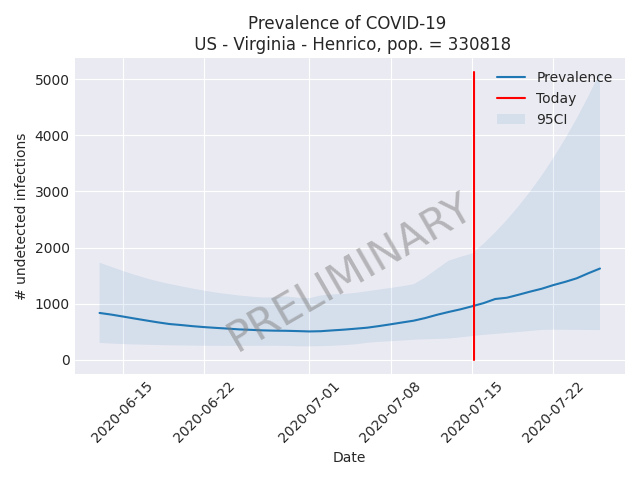 Prevalence of COVID-19
US - Virginia - Henrico, pop. = 330818
5000
4000
3000
2000
1000
0
# undetected infections
Prevalence
Today
95CI
PRELIMINARY
2020-06-15
2020-06-22
2020-07-01
2020-07-08
2020-07-15
2020-07-22
Date